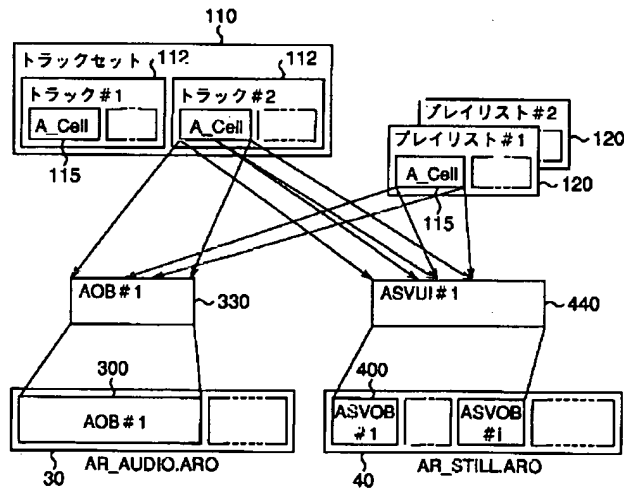 110
トラックセット 112 112
トラック#1 トラック#2
A_Cell A_Cell
115
プレイリスト#2
120
プレイリスト#1
A_Cell
120
115
AOB#1
330
ASVUI#1
440
300
AOB#1
30
AR_AUDIO.ARO
400
ASVOB
#1
ASVOB
#i
40
AR_STILL.ARO